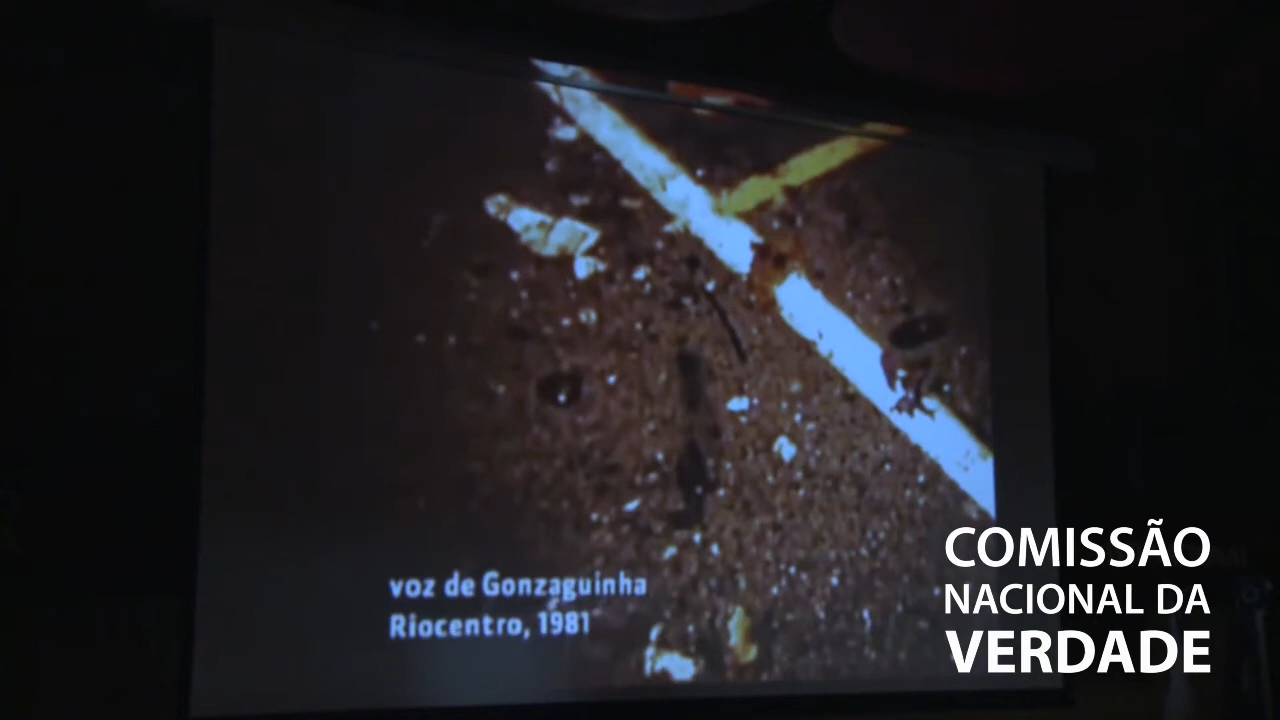 voz de Gonzaguinha
Riocentro, 1981
COMISSÃO
NACIONAL DA
VERDADE